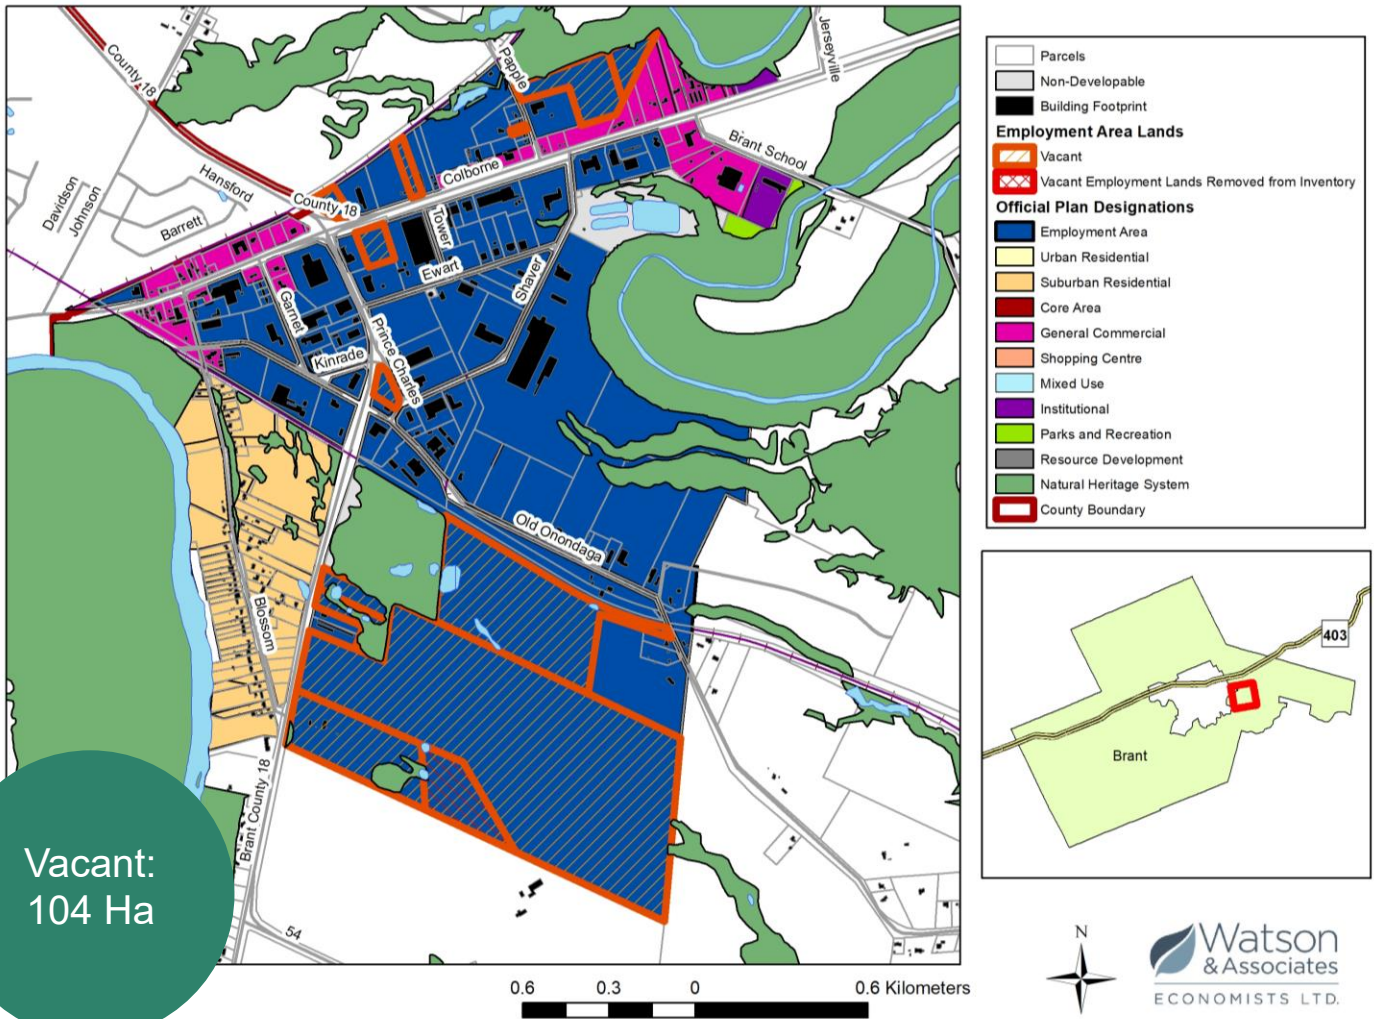 County 18
Papple
Jerseyville
Brant School
Colborne
Hansford
Davidson
Johnson
County 18
Barrett
Tower
Ewart
Shaver
Garnet
Prince Charles
Kinrade
Old Onondaga
Blossom
Brant County 18
54
Vacant:
104 Ha
Parcels
Non-Developable
Building Footprint
Employment Area Lands
Vacant
Vacant Employment Lands Removed from Inventory
Official Plan Designations
Employment Area
Urban Residential
Suburban Residential
Core Area
General Commercial
Shopping Centre
Mixed Use
Institutional
Parks and Recreation
Resource Development
Natural Heritage System
County Boundary
403
Brant
0.6 0.3 0 0.6 Kilometers
N
Watson
& Associates
ECONOMISTS LTD.